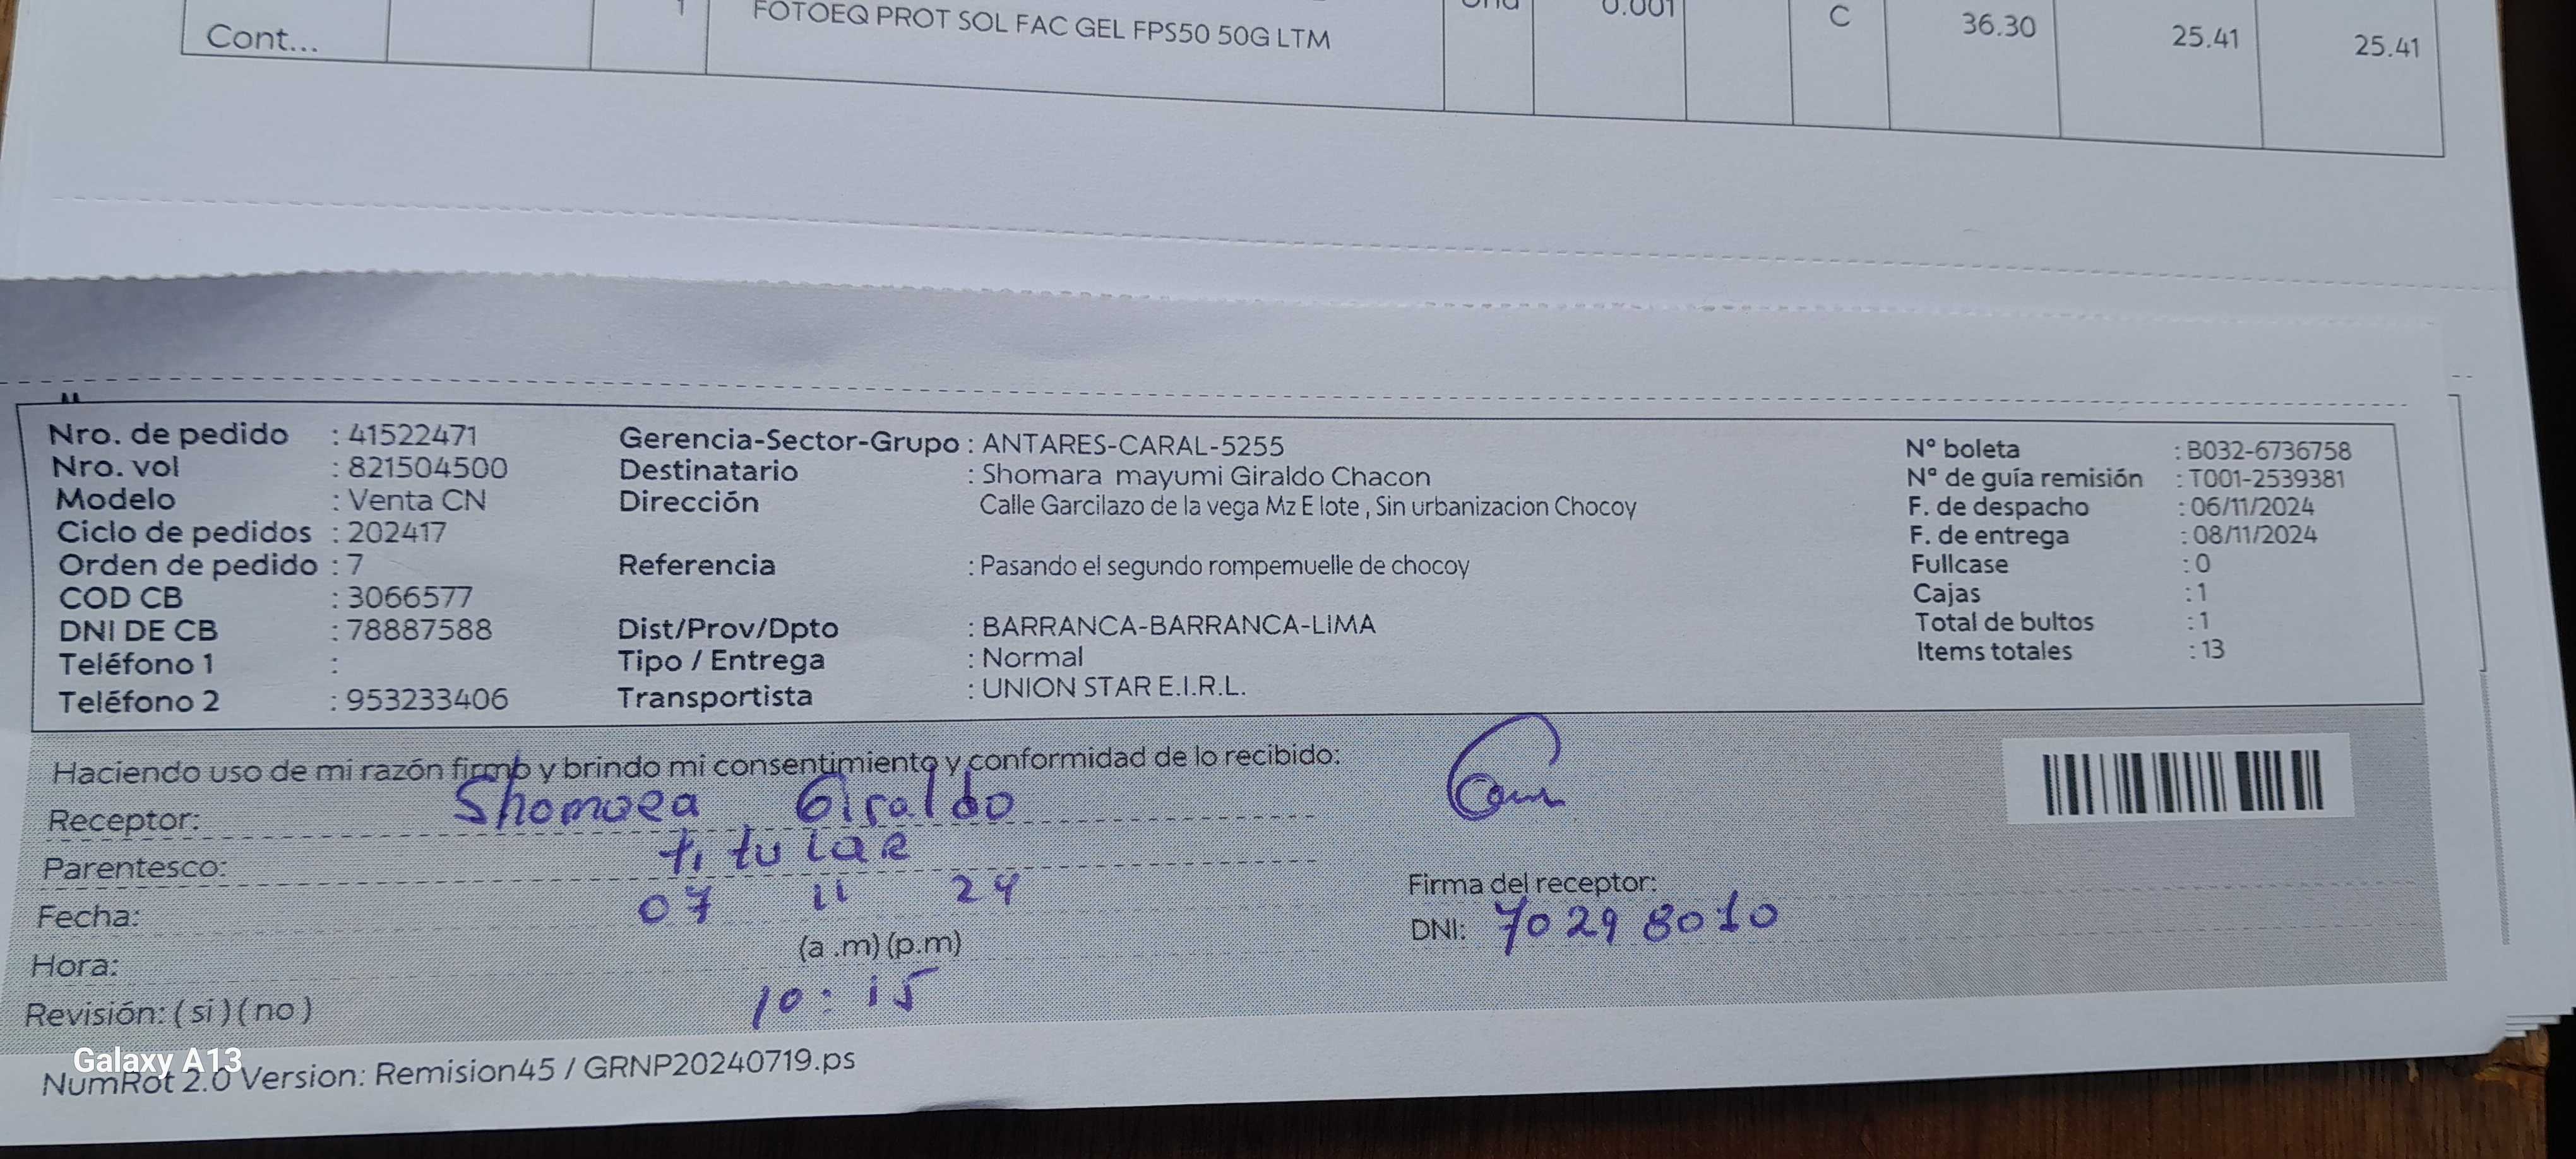 Cont... 1 FOTOEQ PROT SOL FAC GEL FPS50 50G LTM Und 0.001 C 36.30 25.41 25.41
Nro. de pedido : 41522471
Nro. vol : 821504500
Modelo : Venta CN
Ciclo de pedidos : 202417
Orden de pedido : 7
COD CB : 3066577
DNI DE CB : 78887588
Teléfono 1 :
Teléfono 2 : 953233406
Gerencia-Sector-Grupo : ANTARES-CARAL-5255
Destinatario : Shomara mayumi Giraldo Chacon
Dirección Calle Garcilazo de la vega Mz E lote , Sin urbanizacion Chocoy
Referencia : Pasando el segundo rompemuelle de chocoy
Dist/Prov/Dpto : BARRANCA-BARRANCA-LIMA
Tipo / Entrega : Normal
Transportista : UNION STAR E.I.R.L.
N° boleta : B032-6736758
N° de guía remisión : T001-2539381
F. de despacho : 06/11/2024
F. de entrega : 08/11/2024
Fullcase : 0
Cajas : 1
Total de bultos : 1
Items totales : 13
Haciendo uso de mi razón firmo y brindo mi consentimiento y conformidad de lo recibido:
Receptor: Shomara Giraldo
Parentesco: titular
Fecha: 07 11 24
Hora: (a .m) (p.m)
10:15
Revisión: ( si ) ( no )
Firma del receptor:
DNI: 70298010
Galaxy A13
NumRot 2.0 Version: Remision45 / GRNP20240719.ps